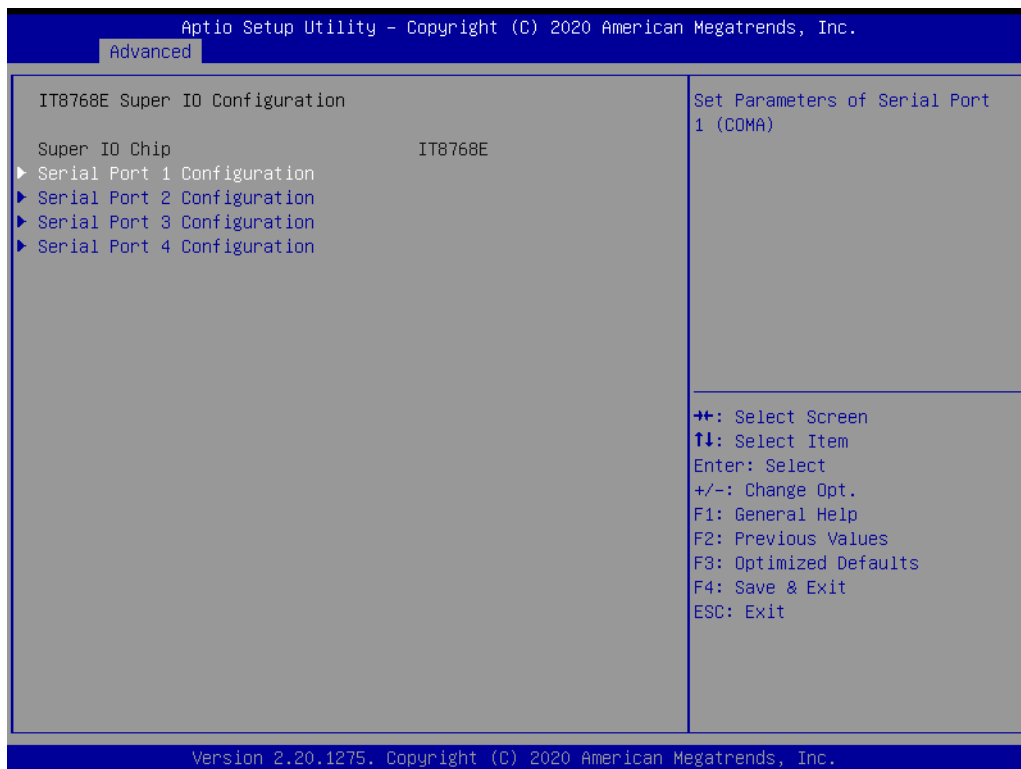 Aptio Setup Utility – Copyright (C) 2020 American Megatrends, Inc.
Advanced
IT8768E Super IO Configuration
Super IO Chip IT8768E
Serial Port 1 Configuration
Serial Port 2 Configuration
Serial Port 3 Configuration
Serial Port 4 Configuration
Set Parameters of Serial Port
1 (COMA)
→←: Select Screen
↑↓: Select Item
Enter: Select
+/-: Change Opt.
F1: General Help
F2: Previous Values
F3: Optimized Defaults
F4: Save & Exit
ESC: Exit
Version 2.20.1275. Copyright (C) 2020 American Megatrends, Inc.